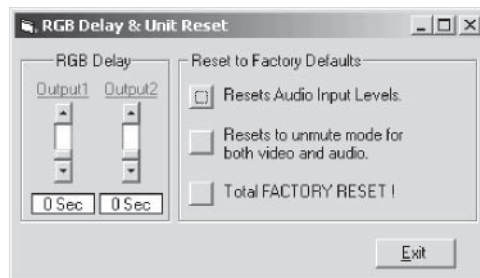 RGB Delay & Unit Reset
RGB Delay
Output1 Output2
0 Sec 0 Sec
Reset to Factory Defaults
Resets Audio Input Levels.
Resets to unmute mode for
both video and audio.
Total FACTORY RESET !
Exit